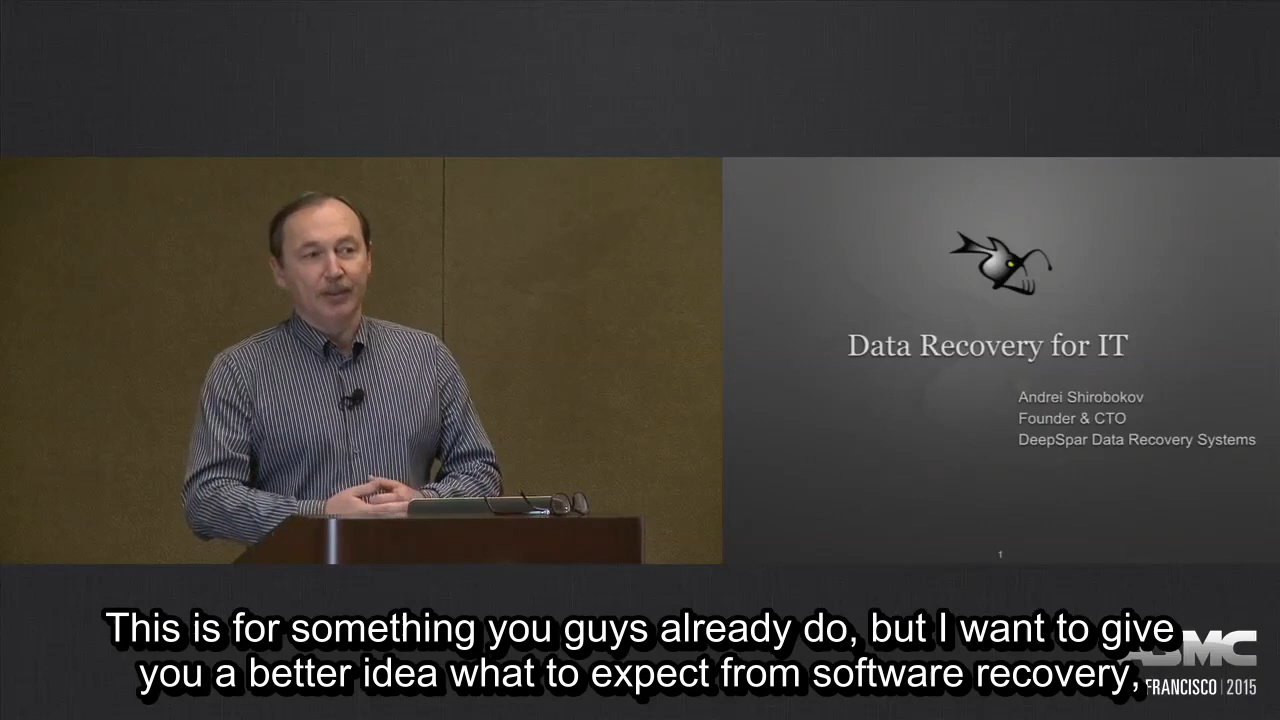 Data Recovery for IT
Andrei Shirobokov
Founder & CTO
DeepSpar Data Recovery Systems
1
This is for something you guys already do, but I want to give
you a better idea what to expect from software recovery,
FRANCISCO | 2015